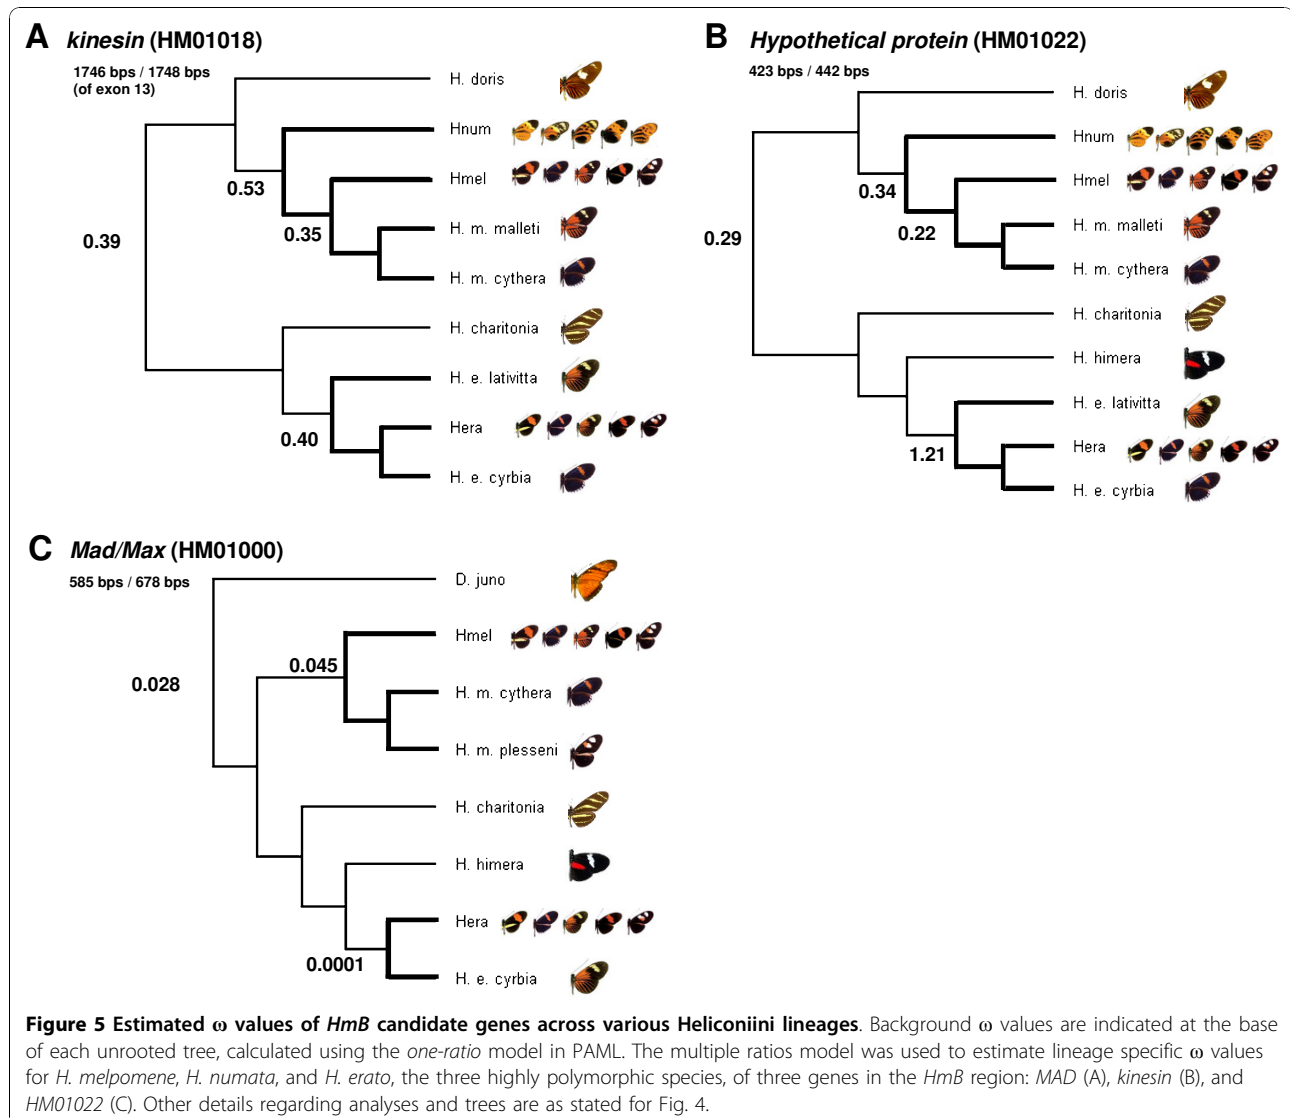 A kinesin (HM01018)
1746 bps / 1748 bps
(of exon 13)
H. doris
Hnum
Hmel
0.53
H. m. malleti
0.35
0.39
H. m. cythera
H. charitonia
H. e. lativitta
Hera
0.40
H. e. cyrbia
B Hypothetical protein (HM01022)
423 bps / 442 bps
H. doris
Hnum
Hmel
0.34
H. m. malleti
0.22
0.29
H. m. cythera
H. charitonia
H. himera
H. e. lativitta
Hera
1.21
H. e. cyrbia
C Mad/Max (HM01000)
585 bps / 678 bps
D. juno
Hmel
0.045
0.028
H. m. cythera
H. m. plesseni
H. charitonia
H. himera
Hera
0.0001
H. e. cyrbia
Figure 5 Estimated ω values of HmB candidate genes across various Heliconiini lineages. Background ω values are indicated at the base
of each unrooted tree, calculated using the one-ratio model in PAML. The multiple ratios model was used to estimate lineage specific ω values
for H. melpomene, H. numata, and H. erato, the three highly polymorphic species, of three genes in the HmB region: MAD (A), kinesin (B), and
HM01022 (C). Other details regarding analyses and trees are as stated for Fig. 4.